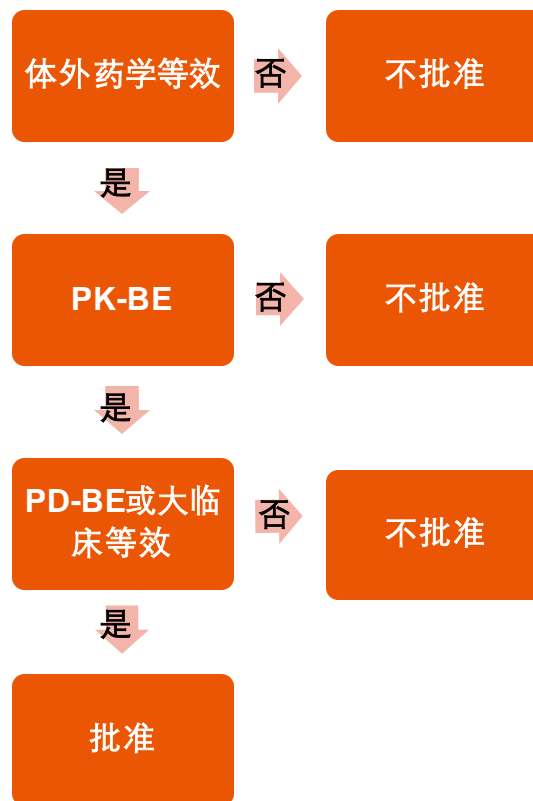 体外药学等效
否
不批准
是
PK-BE
否
不批准
是
PD-BE或大临
床等效
否
不批准
是
批准